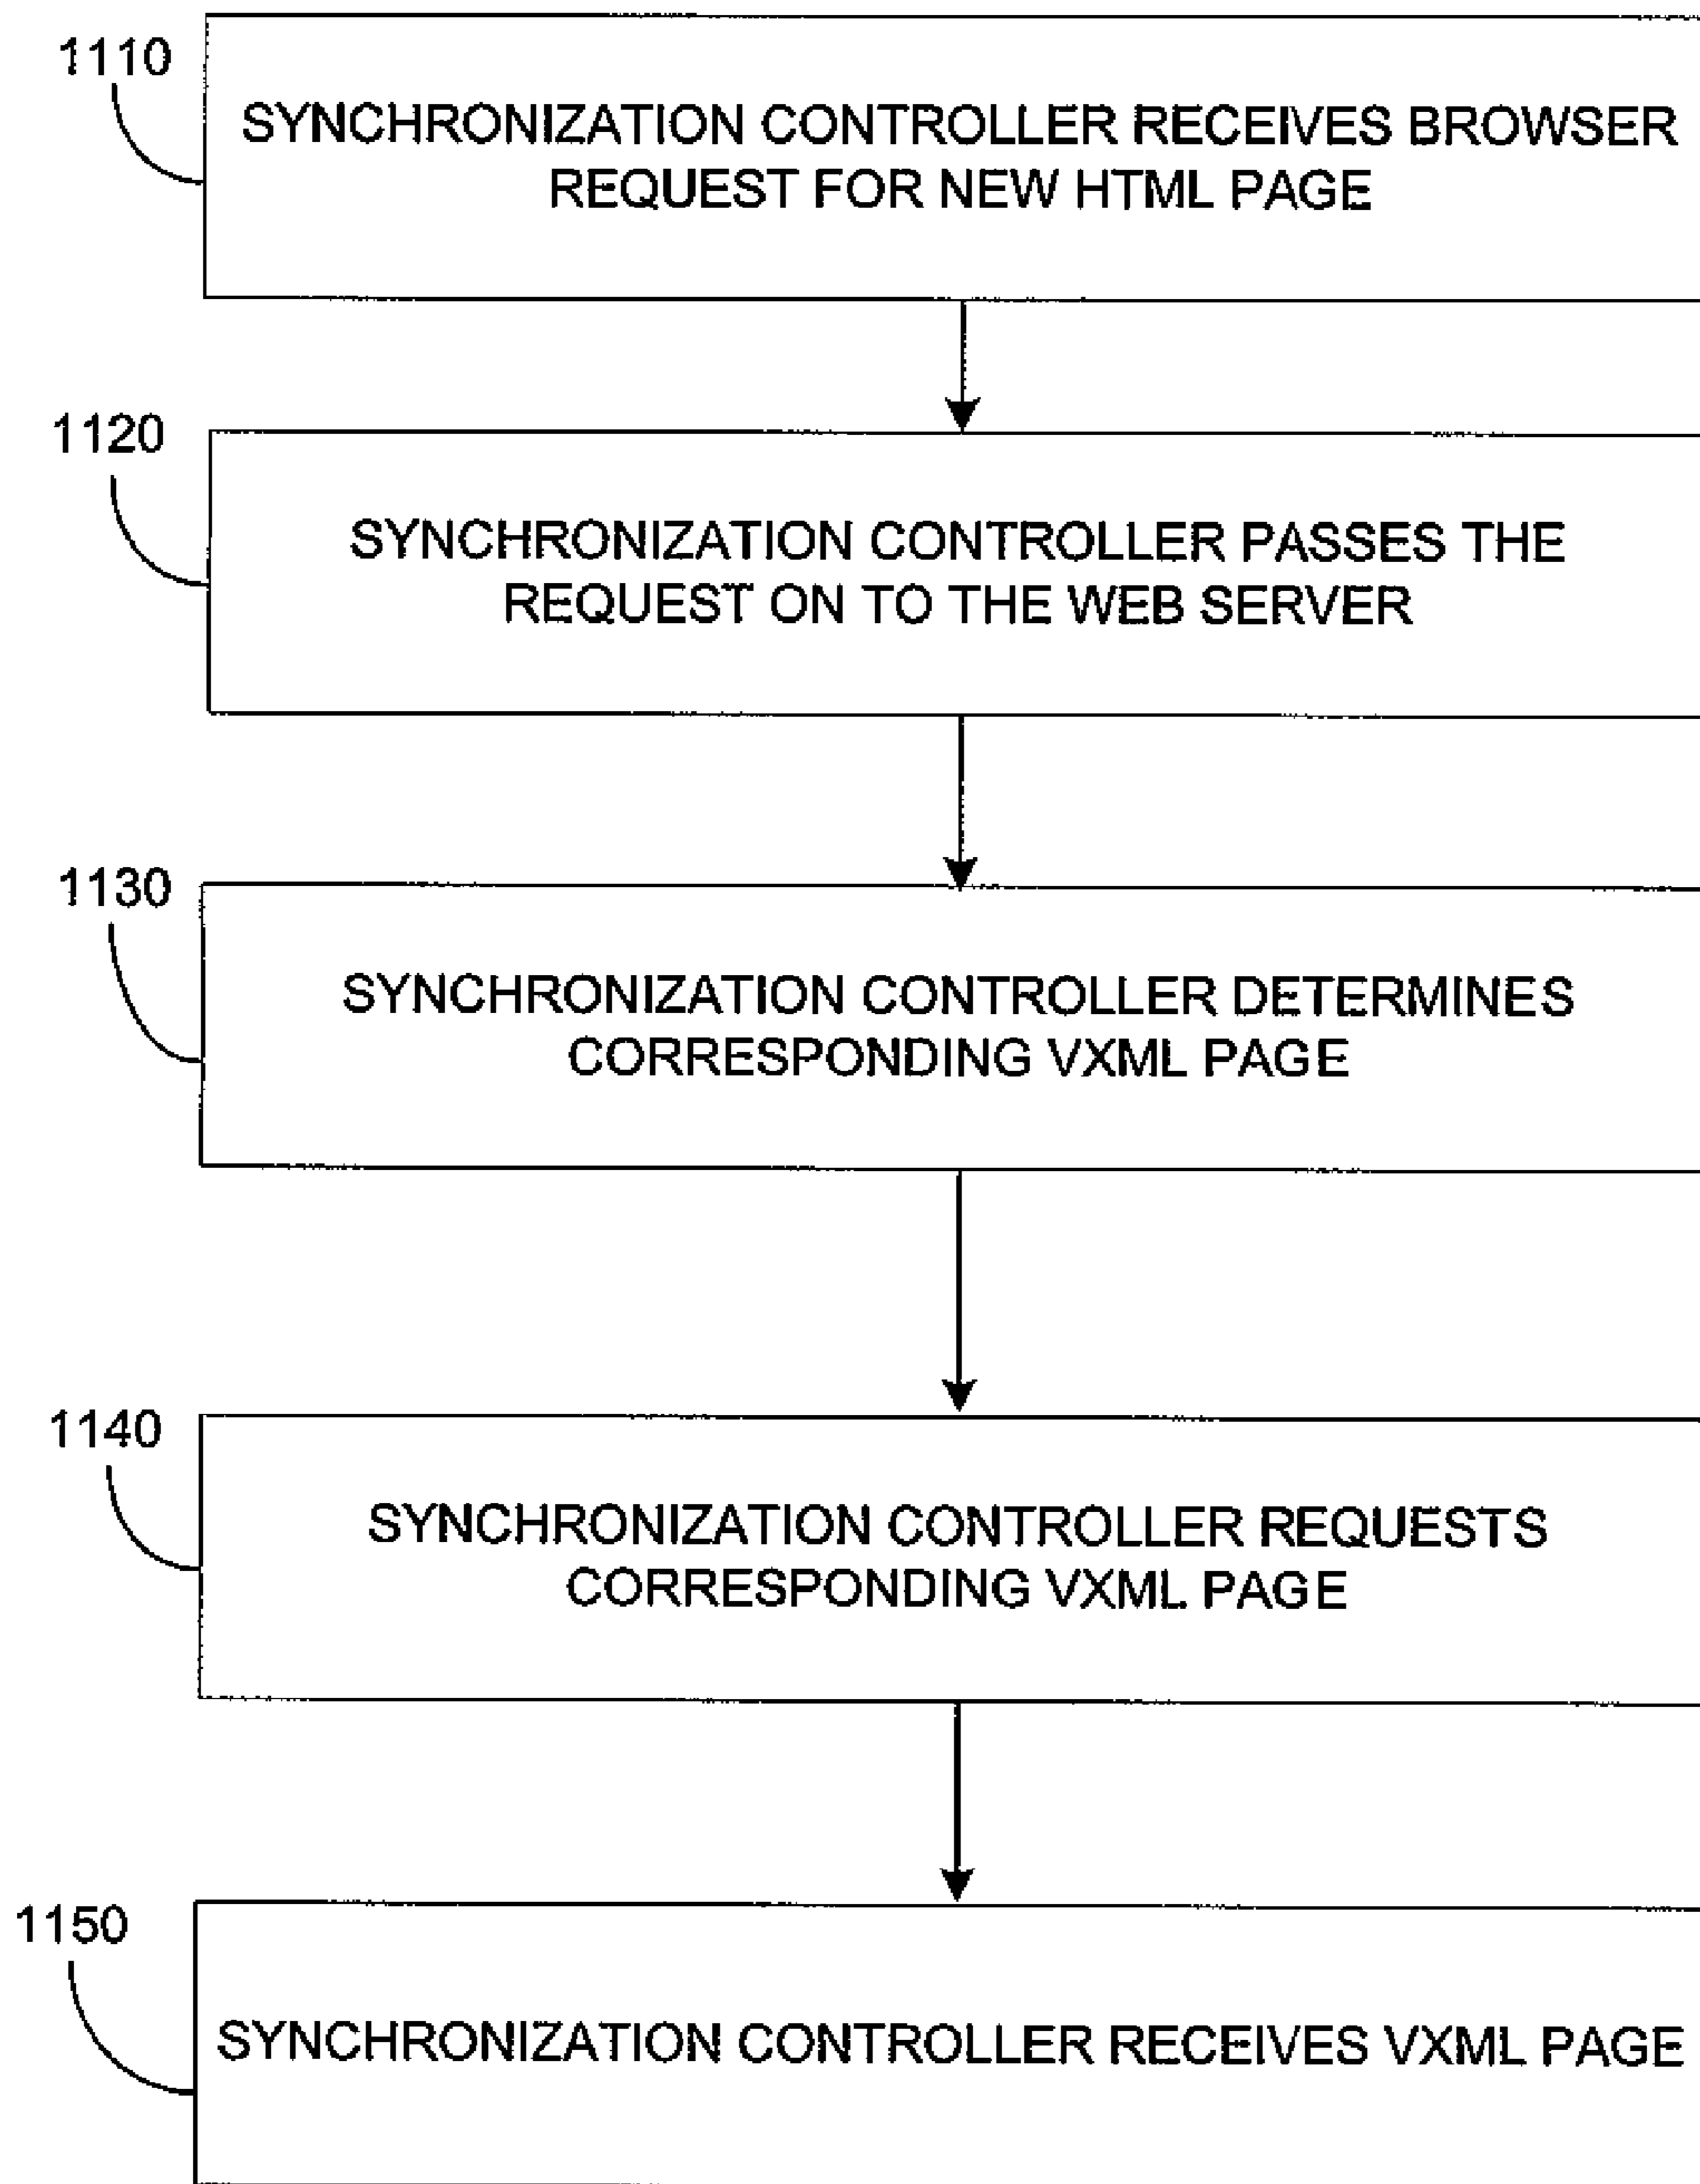 1110
SYNCHRONIZATION CONTROLLER RECEIVES BROWSER
REQUEST FOR NEW HTML PAGE
1120
SYNCHRONIZATION CONTROLLER PASSES THE
REQUEST ON TO THE WEB SERVER
1130
SYNCHRONIZATION CONTROLLER DETERMINES
CORRESPONDING VXML PAGE
1140
SYNCHRONIZATION CONTROLLER REQUESTS
CORRESPONDING VXML PAGE
1150
SYNCHRONIZATION CONTROLLER RECEIVES VXML PAGE